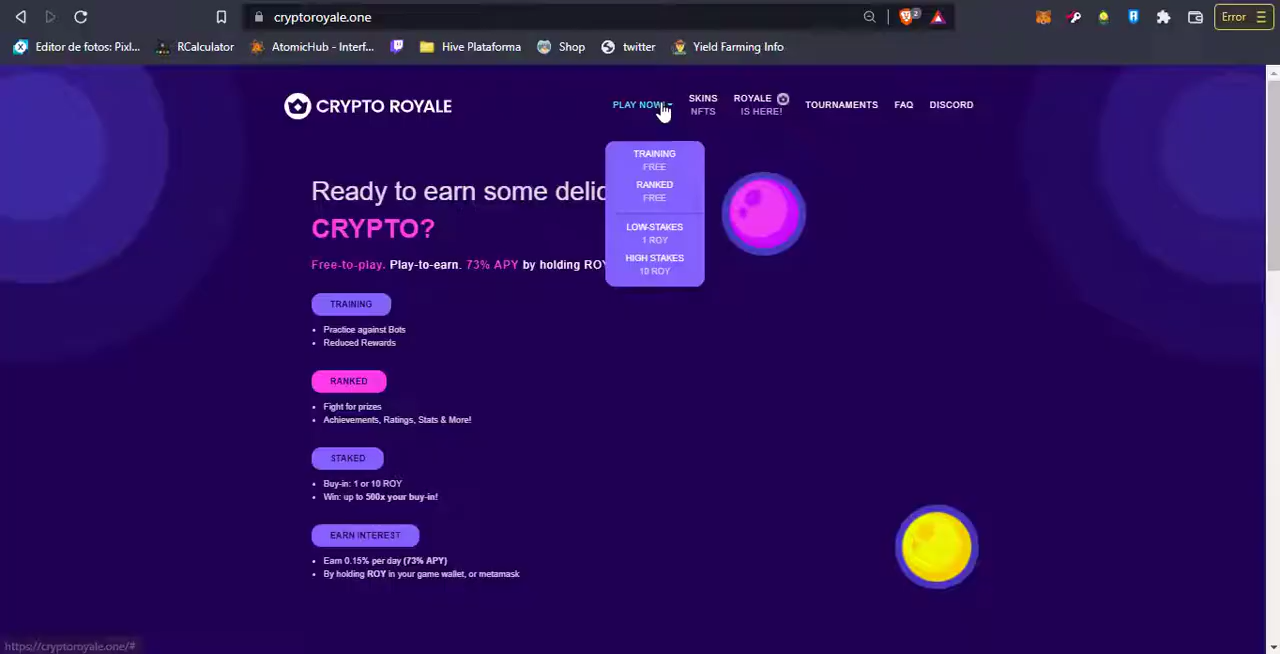 cryptoroyale.one
2
Error
Editor de fotos: Pixl...
RCalculator
AtomicHub - Interf...
Hive Plataforma
Shop
twitter
Yield Farming Info
CRYPTO ROYALE
PLAY NOW!
SKINS
NFTS
ROYALE
IS HERE!
TOURNAMENTS
FAQ
DISCORD
TRAINING
FREE
RANKED
FREE
LOW-STAKES
1 ROY
HIGH STAKES
10 ROY
Ready to earn some delic
CRYPTO?
Free-to-play. Play-to-earn. 73% APY by holding ROY
TRAINING
• Practice against Bots
• Reduced Rewards
RANKED
• Fight for prizes
• Achievements, Ratings, Stats & More!
STAKED
• Buy-in: 1 or 10 ROY
• Win: up to 500x your buy-in!
EARN INTEREST
• Earn 0.15% per day (73% APY)
• By holding ROY in your game wallet, or metamask
https://cryptoroyale.one/#